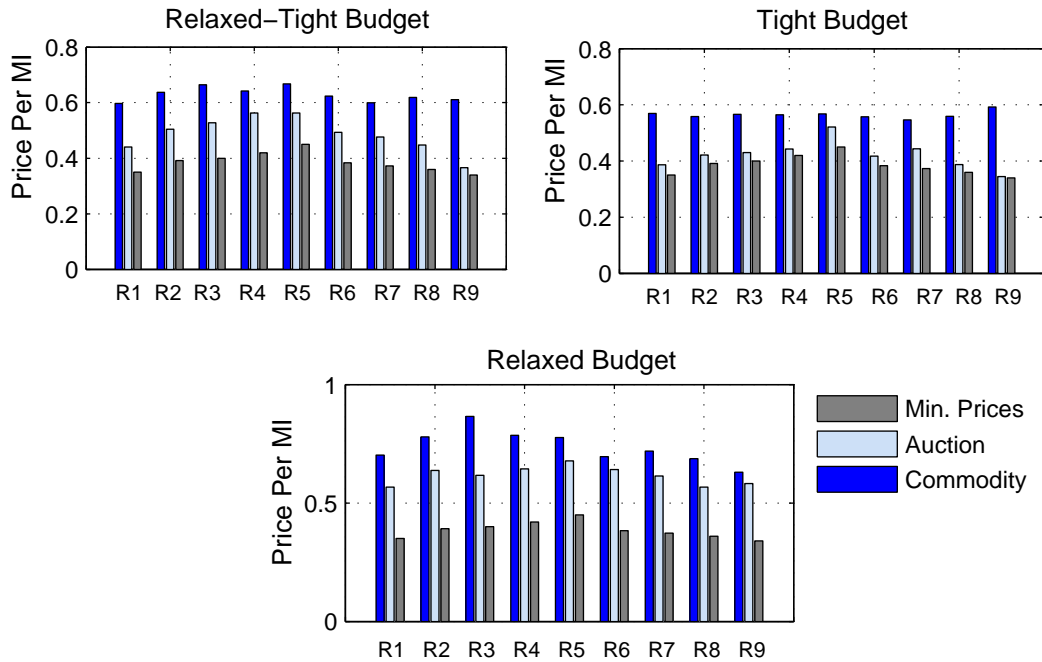 Relaxed−Tight Budget
Price Per MI
0.8
0.6
0.4
0.2
0
R1 R2 R3 R4 R5 R6 R7 R8 R9
Tight Budget
Price Per MI
0.8
0.6
0.4
0.2
0
R1 R2 R3 R4 R5 R6 R7 R8 R9
Relaxed Budget
Price Per MI
1
0.5
0
R1 R2 R3 R4 R5 R6 R7 R8 R9
Min. Prices
Auction
Commodity